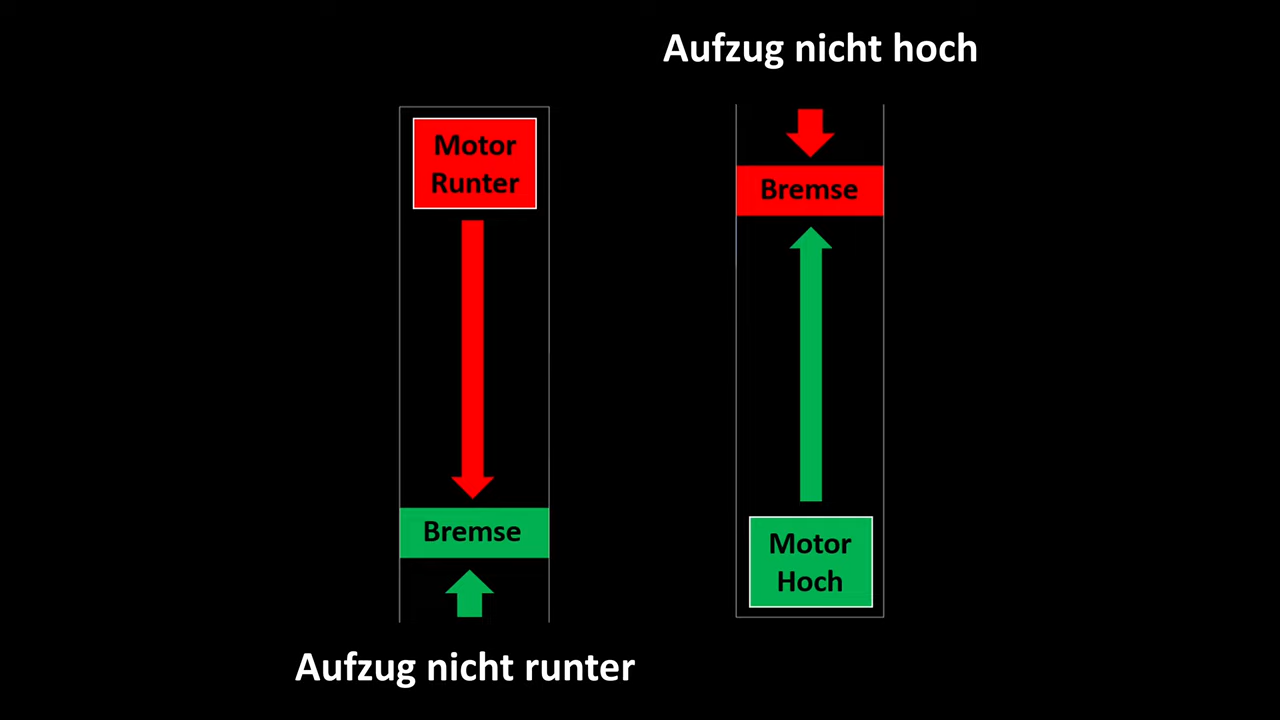 Aufzug nicht hoch
Motor
Runter
Bremse
Bremse
Motor
Hoch
Aufzug nicht runter